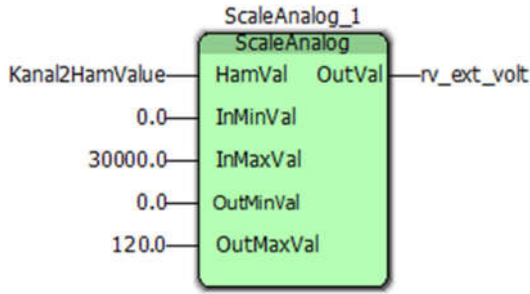 ScaleAnalog_1
ScaleAnalog
Kanal2HamValue HamVal OutVal rv_ext_volt
0.0 InMinVal
30000.0 InMaxVal
0.0 OutMinVal
120.0 OutMaxVal